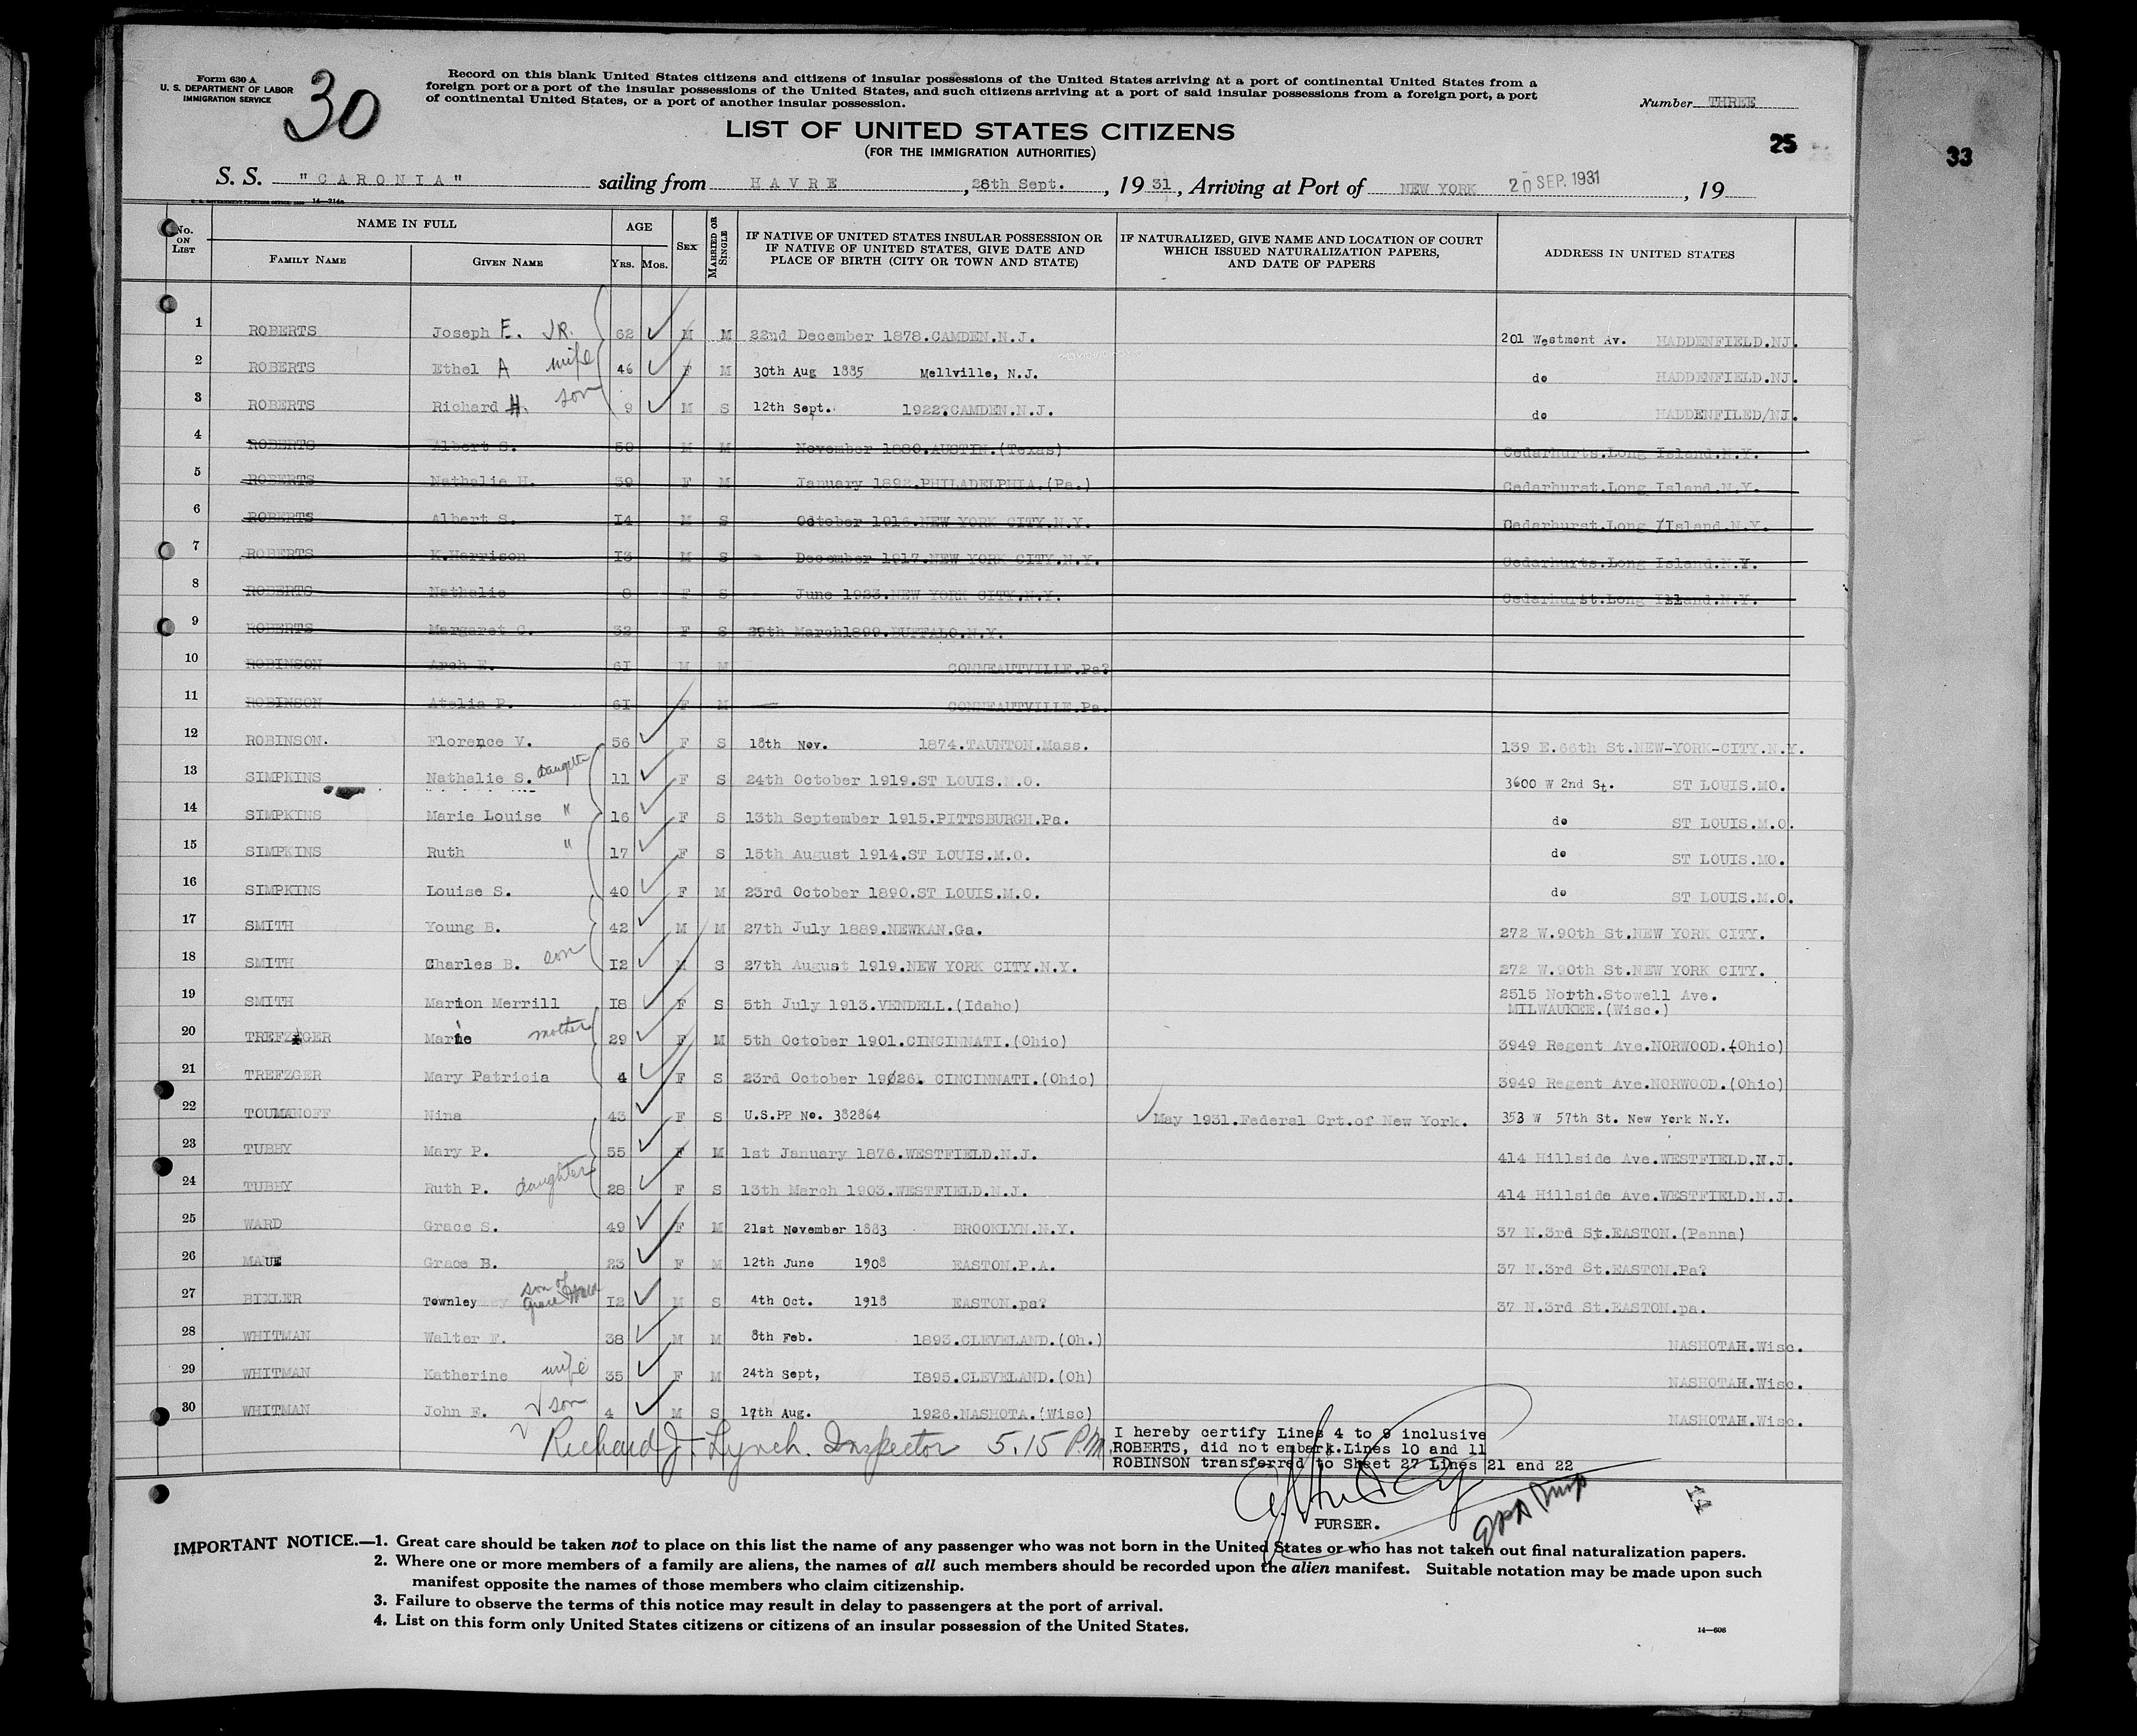 Form 630 A
U. S. DEPARTMENT OF LABOR
IMMIGRATION SERVICE
30
Record on this blank United States citizens and citizens of insular possessions of the United States arriving at a port of continental United States from a
foreign port or a port of the insular possessions of the United States, and such citizens arriving at a port of said insular possessions from a foreign port, a port
of continental United States, or a port of another insular possession.
Number THREE
LIST OF UNITED STATES CITIZENS
(FOR THE IMMIGRATION AUTHORITIES)
25
33
S. S. "CARONIA" sailing from HAVRE, 28th Sept., 1931, Arriving at Port of NEW YORK 20 SEP. 1931, 19
No. ON LIST
NAME IN FULL
FAMILY NAME GIVEN NAME
AGE
YRS. MOS.
SEX
MARRIED OR SINGLE
IF NATIVE OF UNITED STATES INSULAR POSSESSION OR
IF NATIVE OF UNITED STATES, GIVE DATE AND
PLACE OF BIRTH (CITY OR TOWN AND STATE)
IF NATURALIZED, GIVE NAME AND LOCATION OF COURT
WHICH ISSUED NATURALIZATION PAPERS,
AND DATE OF PAPERS
ADDRESS IN UNITED STATES
1 ROBERTS Joseph E. JR. 62 M M 22nd December 1878.CAMDEN.N.J. 201 Westmont Av. HADDENFIELD.NJ.
2 ROBERTS Ethel A wife 46 F M 30th Aug 1885 Mellville, N.J. do HADDENFIELD.NJ.
3 ROBERTS Richard H. son 9 M S 12th Sept. 1922?CAMDEN.N.J. do HADDENFILED/NJ.
4 ROBERTS Albert S. 50 M M November 1880.AUSTIN.(Texas) Cedarhurts.Long Island.N.Y.
5 ROBERTS Nathalie H. 39 F M January 1892.PHILADELPHIA.(Pa.) Cedarhurst.Long Island.N.Y.
6 ROBERTS Albert S. 14 M S October 1916.NEW YORK CITY.N.Y. Cedarhurst.Long /Island.N.Y.
7 ROBERTS K.Harrison 13 M S December 1917.NEW YORK CITY.N.Y. Cedarhurts.Long Island.N.Y.
8 ROBERTS Nathalie 8 F S June 1923.NEW YORK CITY.N.Y. Cedarhurst.Long Island.N.Y.
9 ROBERTS Margaret C. 32 F S 29th March1899.BUFFALO.N.Y.
10 ROBINSON Arch E. 61 M M CONNEAUTVILLE.Pa?
11 ROBINSON Atelia P. 61 F M CONNEAUTVILLE.Pa.
12 ROBINSON. Florence V. 56 F S 18th Nov. 1874.TAUNTON.Mass. 139 E.66th St.NEW-YORK-CITY.N.Y.
13 SIMPKINS Nathalie S. Daughter 11 F S 24th October 1919.ST LOUIS.M.O. 3600 W 2nd St. ST LOUIS.MO.
14 SIMPKINS Marie Louise " 16 F S 13th September 1915.PITTSBURGH.Pa. do ST LOUIS.M.O.
15 SIMPKINS Ruth " 17 F S 15th August 1914.ST LOUIS.M.O. do ST LOUIS.MO.
16 SIMPKINS Louise S. 40 F M 23rd October 1890.ST LOUIS.M.O. do ST LOUIS.M.O.
17 SMITH Young B. 42 M M 27th July 1889.NEWKAN.Ga. 272 W.90th St.NEW YORK CITY.
18 SMITH Charles B. son 12 M S 27th August 1919.NEW YORK CITY.N.Y. 272 W.90th St.NEW YORK CITY.
19 SMITH Marion Merrill 18 F S 5th July 1913.VENDELL.(Idaho) 2515 North.Stowell Ave.
MILWAUKEE.(Wisc.)
20 TREFZGER Marie mother 29 F M 5th October 1901.CINCINNATI.(Ohio) 3949 Regent Ave.NORWOOD.(Ohio)
21 TREFZGER Mary Patricia 4 F S 23rd October 1926. CINCINNATI.(Ohio) 3949 Regent Ave.NORWOOD.(Ohio)
22 TOUMANOFF Nina 43 F S U.S.PP No. 382864 May 1931.Federal Crt.of New York. 353 W 57th St. New York N.Y.
23 TUBBY Mary P. 55 F M 1st January 1876.WESTFIELD.N.J. 414 Hillside Ave.WESTFIELD.N.J.
24 TUBBY Ruth P. daughter 28 F S 13th March 1903.WESTFIELD.N.J. 414 Hillside Ave.WESTFIELD.N.J.
25 WARD Grace S. 49 F M 21st November 1883 BROOKLYN.N.Y. 37 N.3rd St.EASTON.(Penna)
26 MAUE Grace B. 23 F M 12th June 1908 EASTON.P.A. 37 N.3rd St.EASTON.Pa?
27 BIXLER Townley son of Grace Ward 12 M S 4th Oct. 1918 EASTON.pa? 37 N.3rd St.EASTON.pa.
28 WHITMAN Walter F. 38 M M 8th Feb. 1893.CLEVELAND.(Oh.) NASHOTAH.Wisc.
29 WHITMAN Katherine wife 35 F M 24th Sept, 1895.CLEVELAND.(Oh) NASHOTAH.Wisc.
30 WHITMAN John F. son 4 M S 17th Aug. 1926.NASHOTA.(Wisc) NASHOTAH.Wisc.
Richard J. Lynch. Inspector 5.15 P.M.
I hereby certify Lines 4 to 9 inclusive
ROBERTS, did not embark.Lines 10 and 11
ROBINSON transferred to Sheet 27 Lines 21 and 22
PURSER.
IMPORTANT NOTICE.—1. Great care should be taken not to place on this list the name of any passenger who was not born in the United States or who has not taken out final naturalization papers.
2. Where one or more members of a family are aliens, the names of all such members should be recorded upon the alien manifest. Suitable notation may be made upon such
manifest opposite the names of those members who claim citizenship.
3. Failure to observe the terms of this notice may result in delay to passengers at the port of arrival.
4. List on this form only United States citizens or citizens of an insular possession of the United States.
14—608